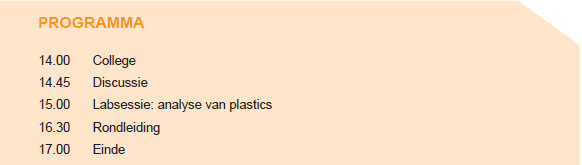 PROGRAMMA
14.00 College
14.45 Discussie
15.00 Labsessie: analyse van plastics
16.30 Rondleiding
17.00 Einde